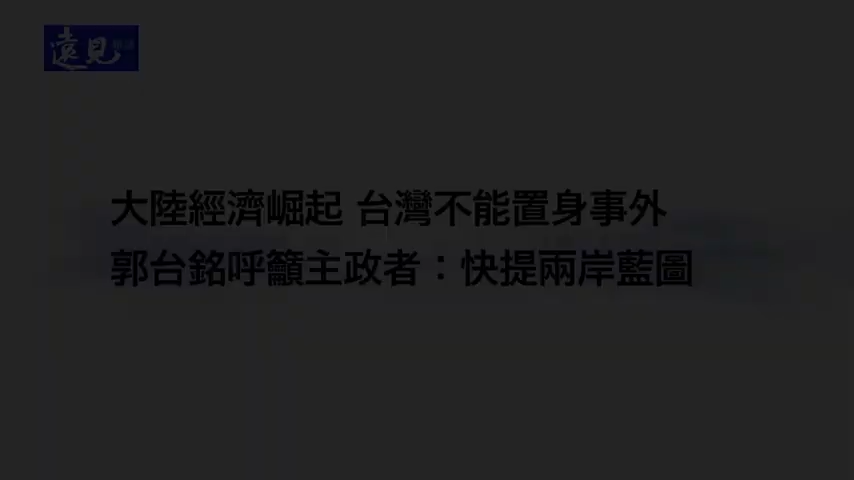 遠見
大陸經濟崛起 台灣不能置身事外
郭台銘呼籲主政者：快提兩岸藍圖